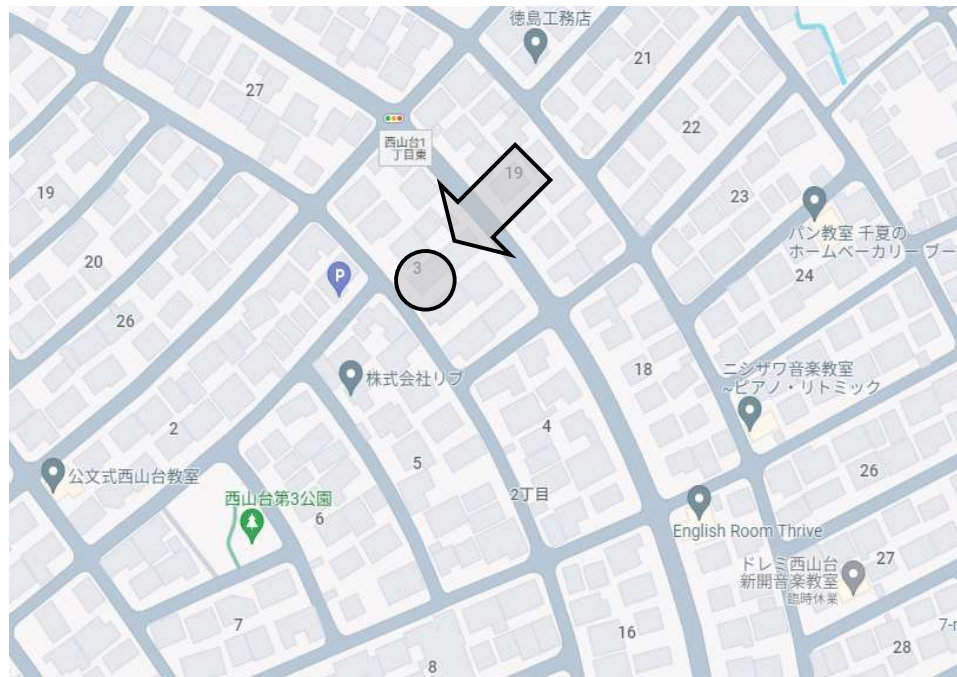 徳島工務店
21
27
22
西山台1
丁目東
19
19
23
パン教室 千夏の
ホームベーカリー ブー
3
24
20
P
26
ニシザワ音楽教室
~ピアノ・リトミック
18
株式会社リブ
2
4
5
26
公文式西山台教室
2丁目
西山台第3公園
6
English Room Thrive
ドレミ西山台
新開音楽教室
臨時休業
27
7
16
7-r
28
8